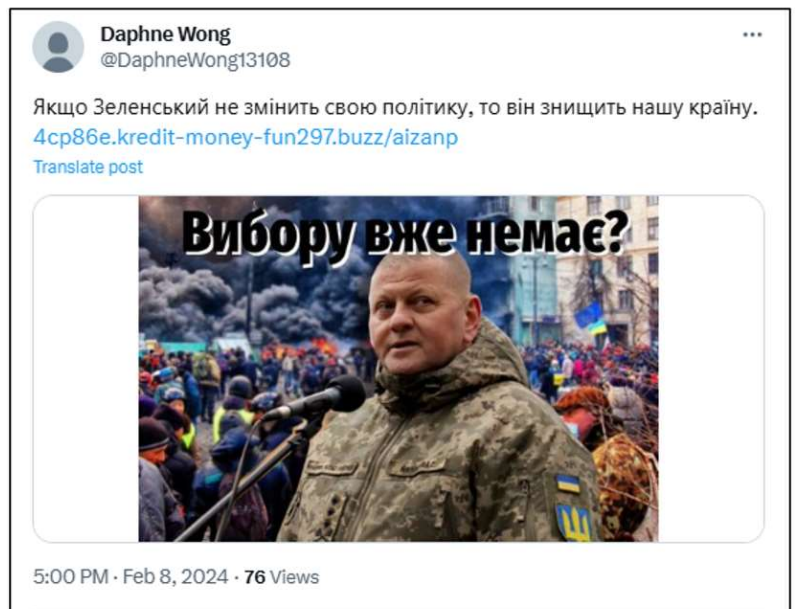 Daphne Wong
@DaphneWong13108
Якщо Зеленський не змінить свою політику, то він знищить нашу країну.
4cp86e.kredit-money-fun297.buzz/aizanp
Translate post
Вибору вже немає?
5:00 PM · Feb 8, 2024 · 76 Views